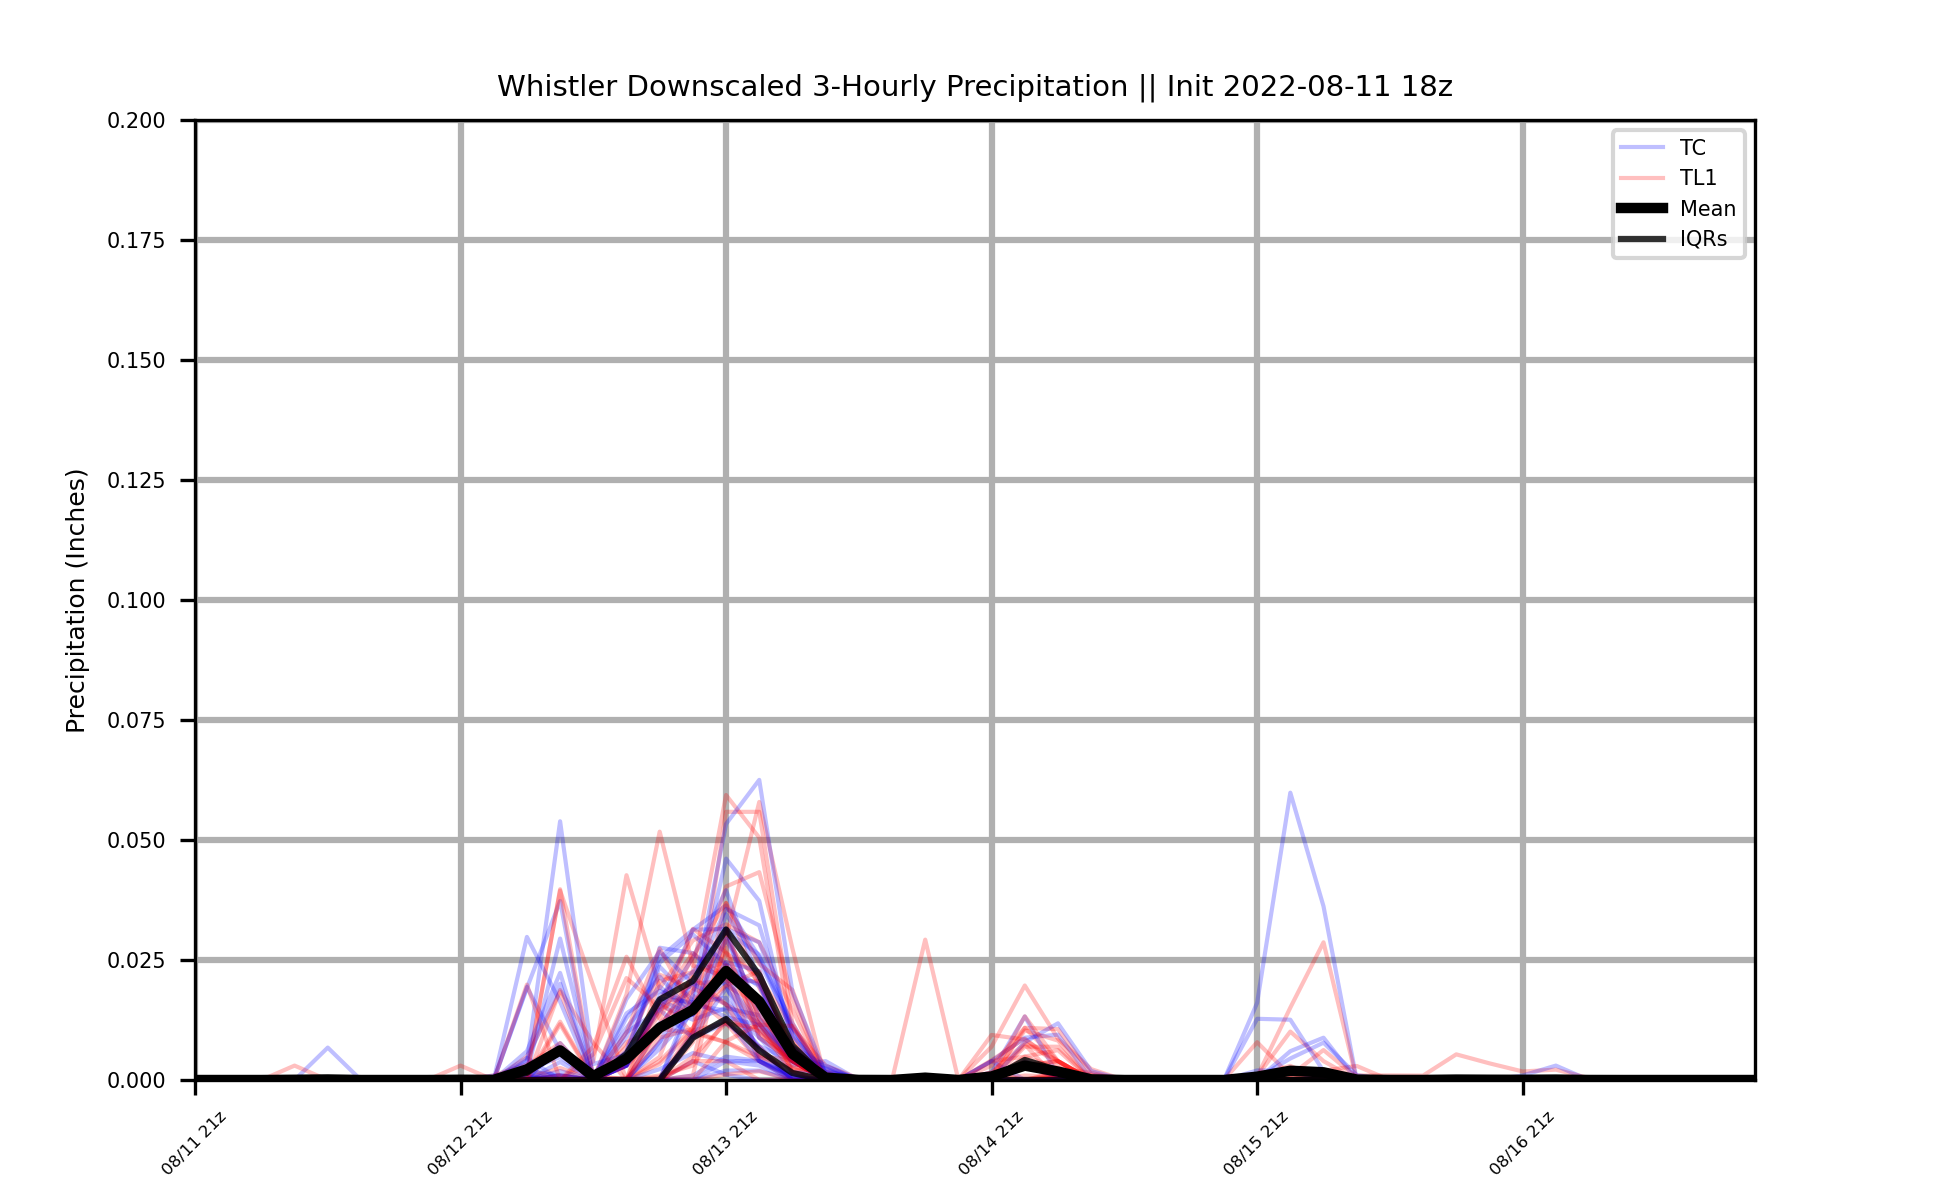 Whistler Downscaled 3-Hourly Precipitation || Init 2022-08-11 18z
TC
TL1
Mean
IQRs
Precipitation (Inches)
0.200
0.175
0.150
0.125
0.100
0.075
0.050
0.025
0.000
08/11 21z
08/12 21z
08/13 21z
08/14 21z
08/15 21z
08/16 21z